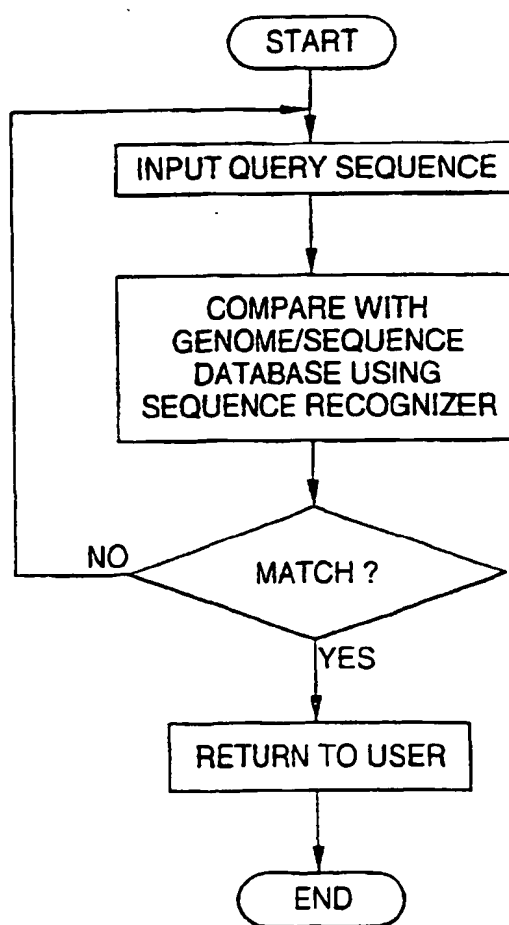 START
INPUT QUERY SEQUENCE
COMPARE WITH
GENOME/SEQUENCE
DATABASE USING
SEQUENCE RECOGNIZER
NO
MATCH ?
YES
RETURN TO USER
END